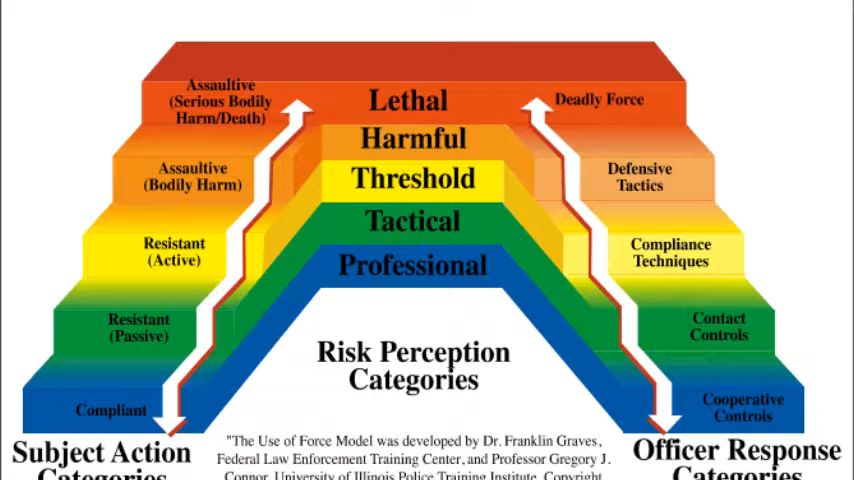 Assaultive
(Serious Bodily
Harm/Death)
Lethal
Deadly Force
Harmful
Assaultive
(Bodily Harm)
Threshold
Defensive
Tactics
Tactical
Resistant
(Active)
Professional
Compliance
Techniques
Resistant
(Passive)
Contact
Controls
Risk Perception
Categories
Compliant
Cooperative
Controls
Subject Action
Categories
"The Use of Force Model was developed by Dr. Franklin Graves,
Federal Law Enforcement Training Center, and Professor Gregory J.
Connor, University of Illinois Police Training Institute. Copyright
Officer Response
Categories